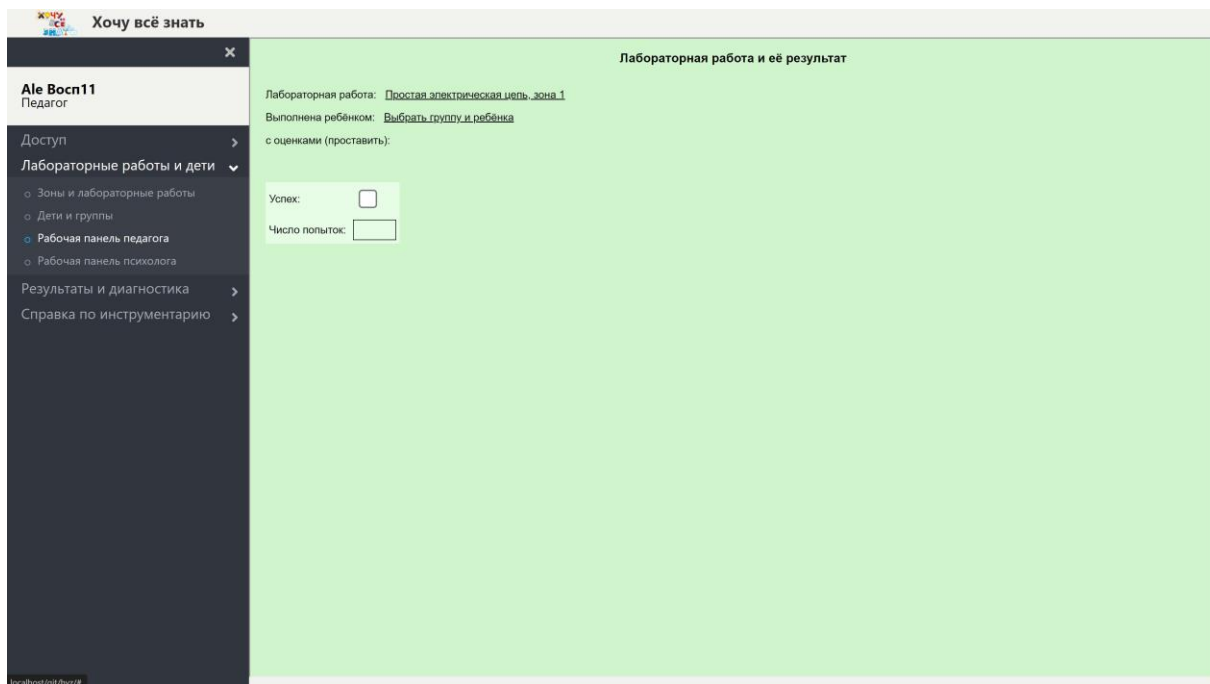 ХОЧУ
ВСЁ
Хочу всё знать
Ale Восп11
Педагог
Доступ
Лабораторные работы и дети
Зоны и лабораторные работы
Дети и группы
Рабочая панель педагога
Рабочая панель психолога
Результаты и диагностика
Справка по инструментарию
Лабораторная работа и её результат
Лабораторная работа: Простая электрическая цепь, зона 1
Выполнена ребёнком: Выбрать группу и ребёнка
с оценками (проставить):
Успех:
Число попыток: